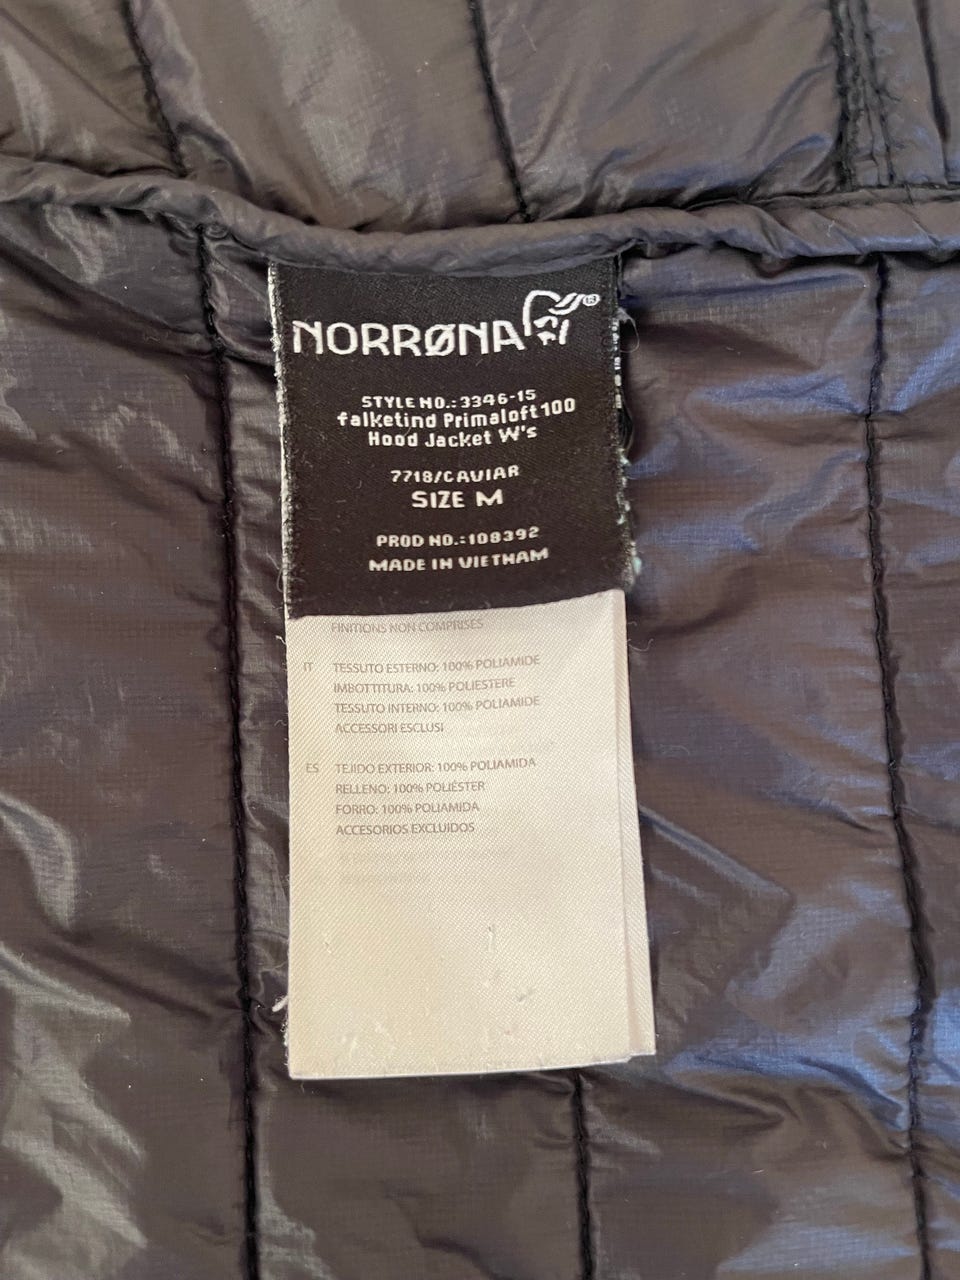 NORRØNA®
STYLE NO.:3346-15
falketind Primaloft100
Hood Jacket W's
7718/CAVIAR
SIZE M
PROD NO.:108392
MADE IN VIETNAM
FINITIONS NON COMPRISES
IT TESSUTO ESTERNO: 100% POLIAMIDE
IMBOTTITURA: 100% POLIESTERE
TESSUTO INTERNO: 100% POLIAMIDE
ACCESSORI ESCLUSI
ES TEJIDO EXTERIOR: 100% POLIAMIDA
RELLENO: 100% POLIÉSTER
FORRO: 100% POLIAMIDA
ACCESORIOS EXCLUIDOS